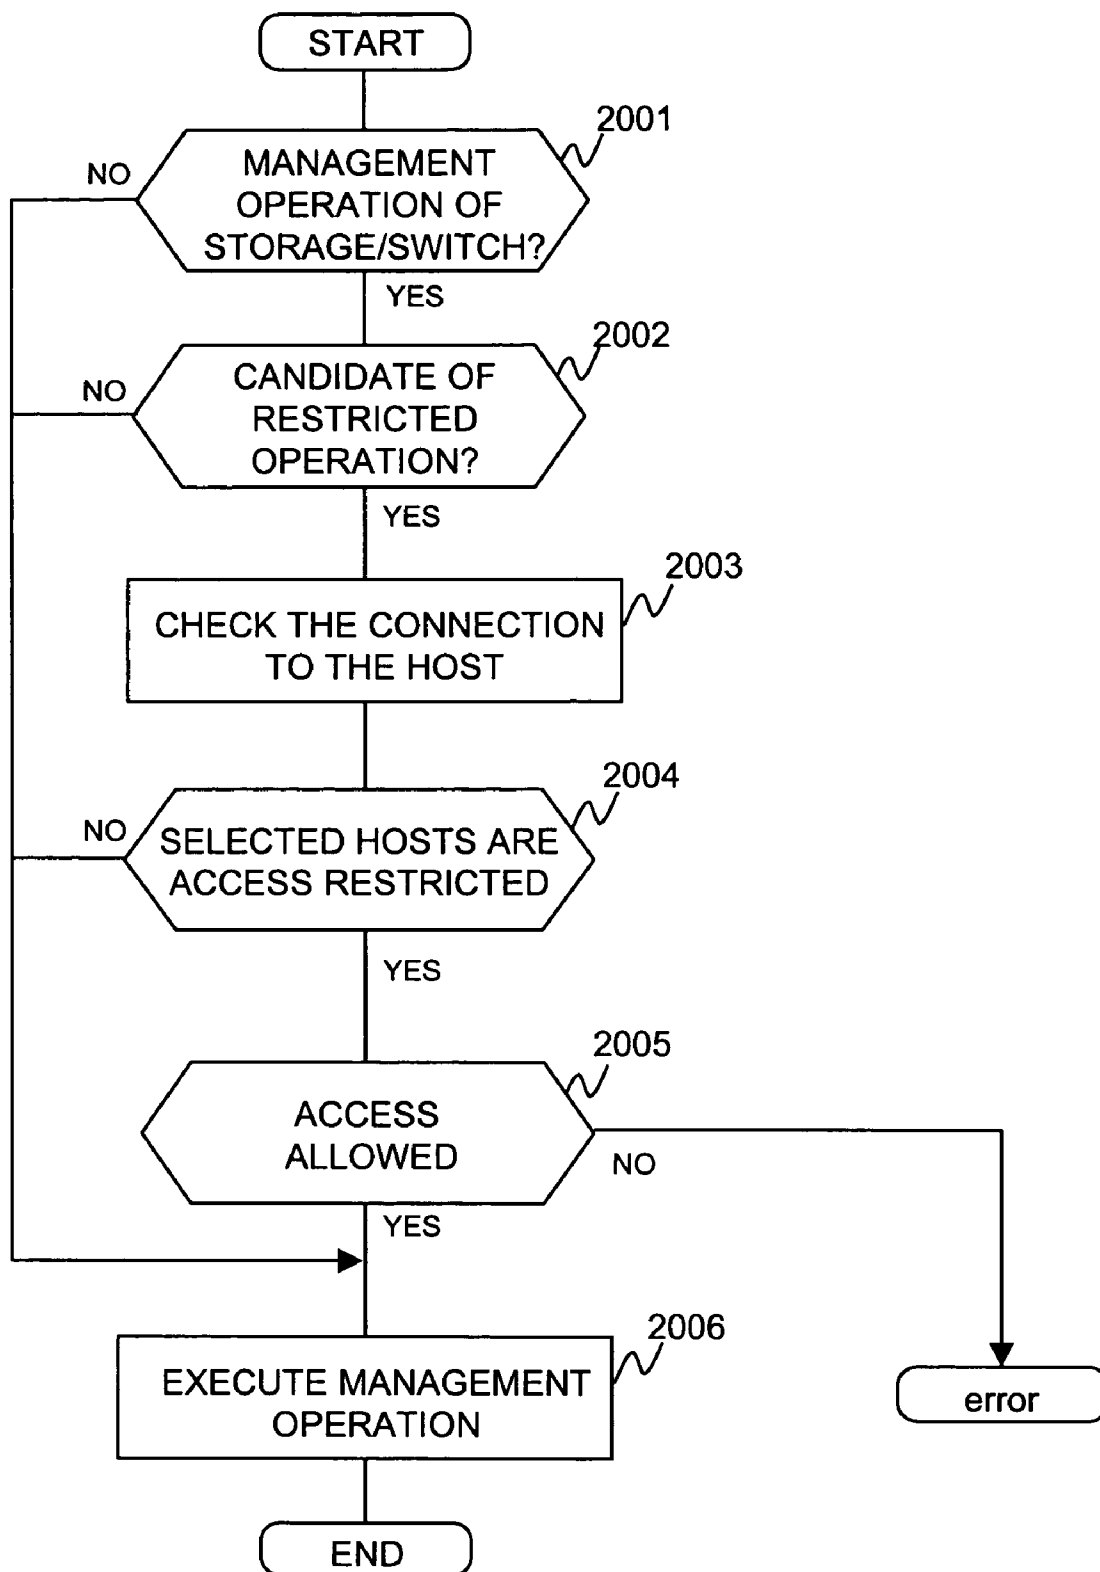 START
2001
NO
MANAGEMENT
OPERATION OF
STORAGE/SWITCH?
YES
2002
NO
CANDIDATE OF
RESTRICTED
OPERATION?
YES
2003
CHECK THE CONNECTION
TO THE HOST
2004
NO
SELECTED HOSTS ARE
ACCESS RESTRICTED
YES
2005
ACCESS
ALLOWED
NO
YES
2006
EXECUTE MANAGEMENT
OPERATION
error
END